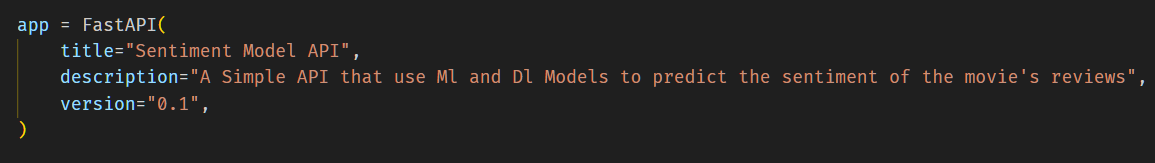 app = FastAPI(
    title="Sentiment Model API",
    description="A Simple API that use Ml and Dl Models to predict the sentiment of the movie's reviews",
    version="0.1",
)